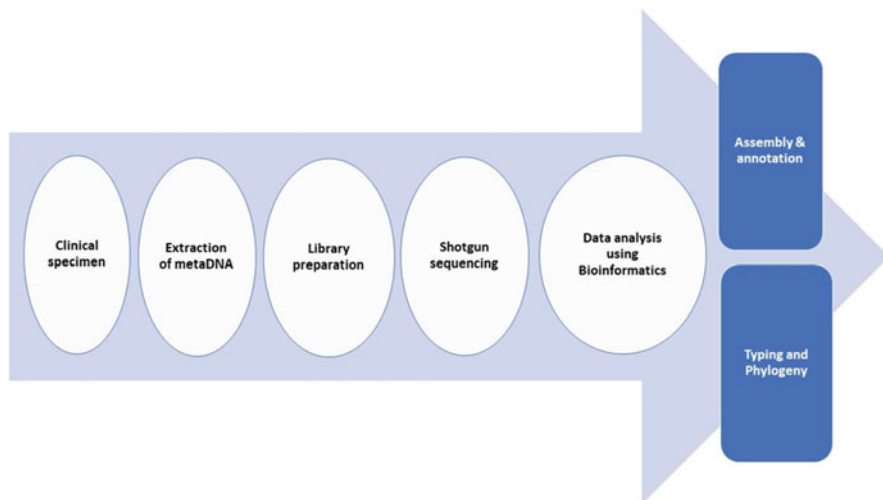 Clinical
specimen
Extraction
of metaDNA
Library
preparation
Shotgun
sequencing
Data analysis
using
Bioinformatics
Assembly &
annotation
Typing and
Phylogeny